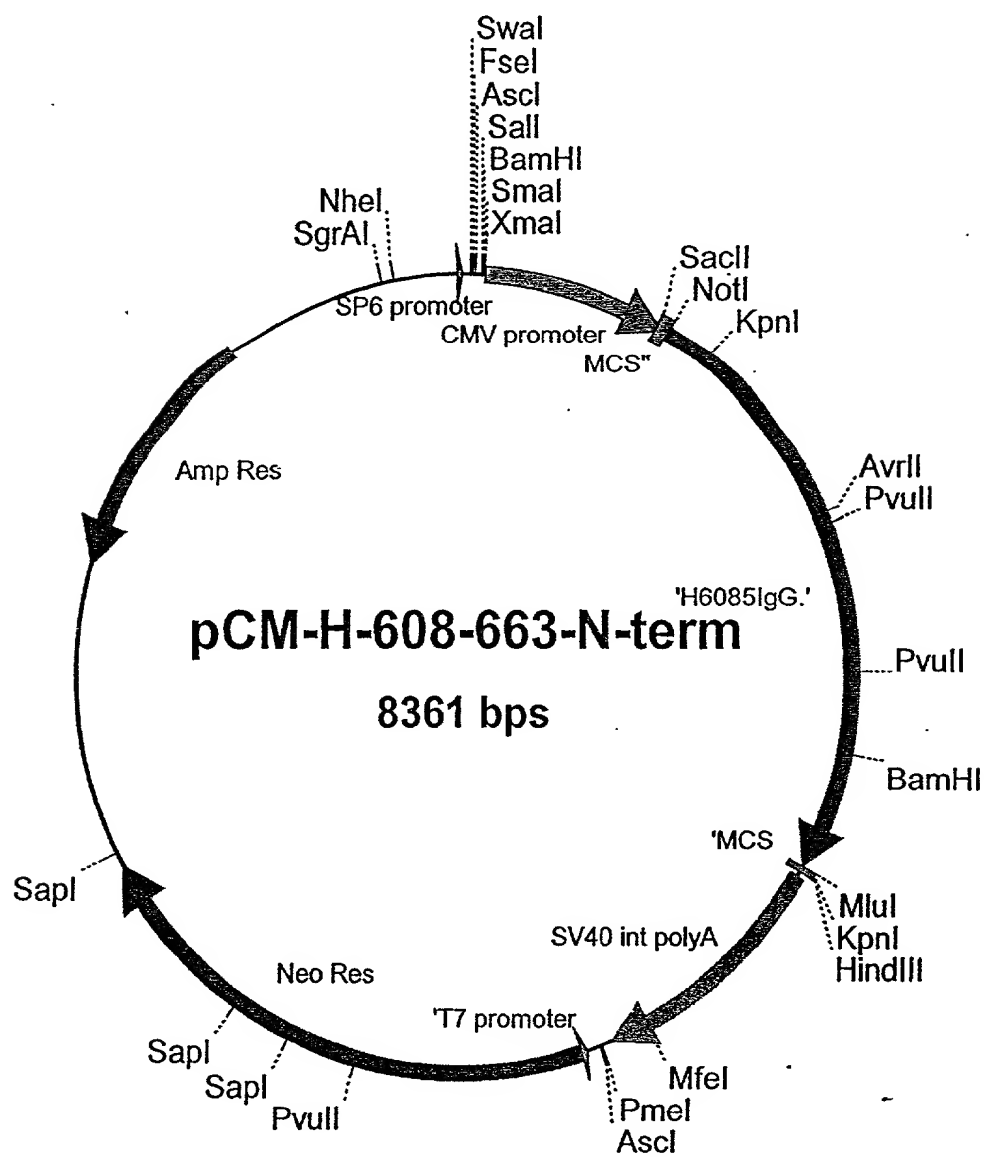 SwaI
FseI
AscI
SalI
BamHI
SmaI
XmaI
NheI
SgrAI
SacII
NotI
KpnI
SP6 promoter
CMV promoter
MCS"
AvrII
PvuII
Amp Res
'H6085IgG.'
pCM-H-608-663-N-term
8361 bps
PvuII
BamHI
'MCS
SapI
MluI
KpnI
HindIII
SV40 int polyA
Neo Res
'T7 promoter
SapI
SapI
PvuII
MfeI
PmeI
AscI